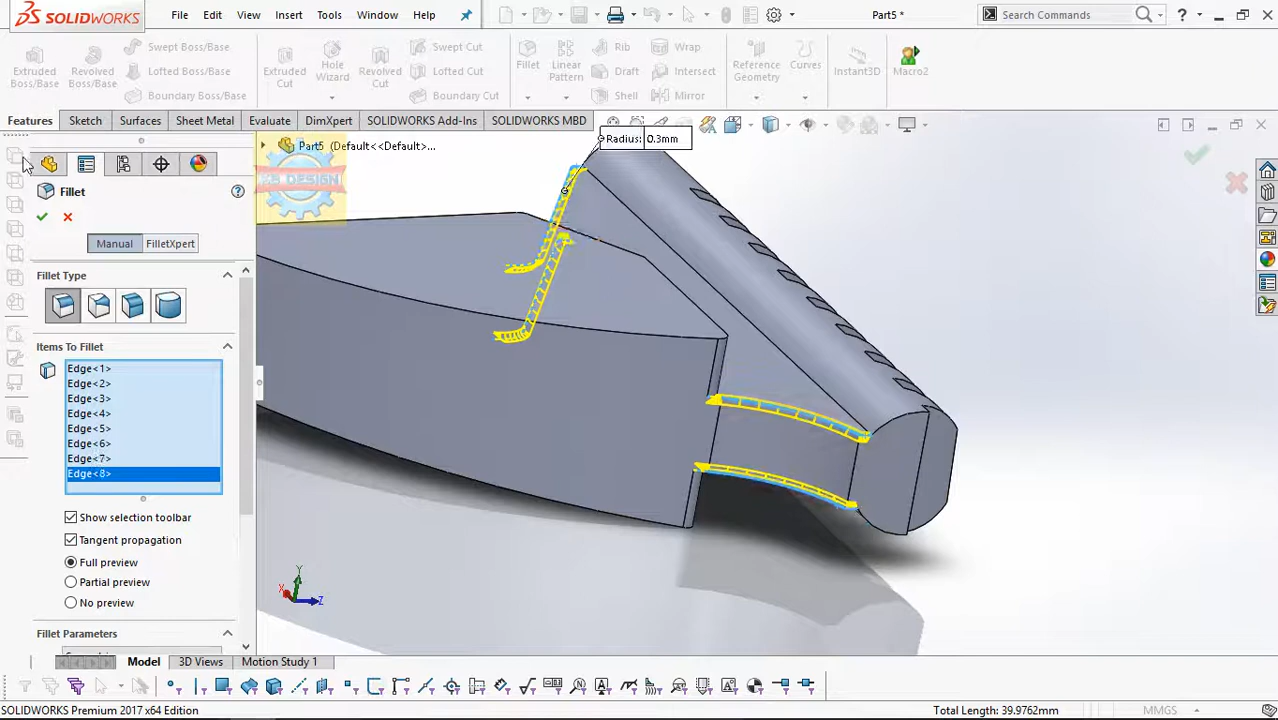 SOLIDWORKS File Edit View Insert Tools Window Help Part5 * Search Commands ?
Extruded Boss/Base
Revolved Boss/Base
Swept Boss/Base
Lofted Boss/Base
Boundary Boss/Base
Extruded Cut
Hole Wizard
Revolved Cut
Swept Cut
Lofted Cut
Boundary Cut
Fillet
Linear Pattern
Rib
Draft
Shell
Wrap
Intersect
Mirror
Reference Geometry
Curves
Instant3D
Macro2
Features Sketch Surfaces Sheet Metal Evaluate DimXpert SOLIDWORKS Add-Ins SOLIDWORKS MBD
Radius: 0.3mm
Part5 (Default<<Default>...
DESIGN
Fillet ?
Manual FilletXpert
Fillet Type
Items To Fillet
Edge<1>
Edge<2>
Edge<3>
Edge<4>
Edge<5>
Edge<6>
Edge<7>
Edge<8>
Show selection toolbar
Tangent propagation
Full preview
Partial preview
No preview
Fillet Parameters
Y
X
Z
Model 3D Views Motion Study 1
SOLIDWORKS Premium 2017 x64 Edition Total Length: 39.9762mm MMGS